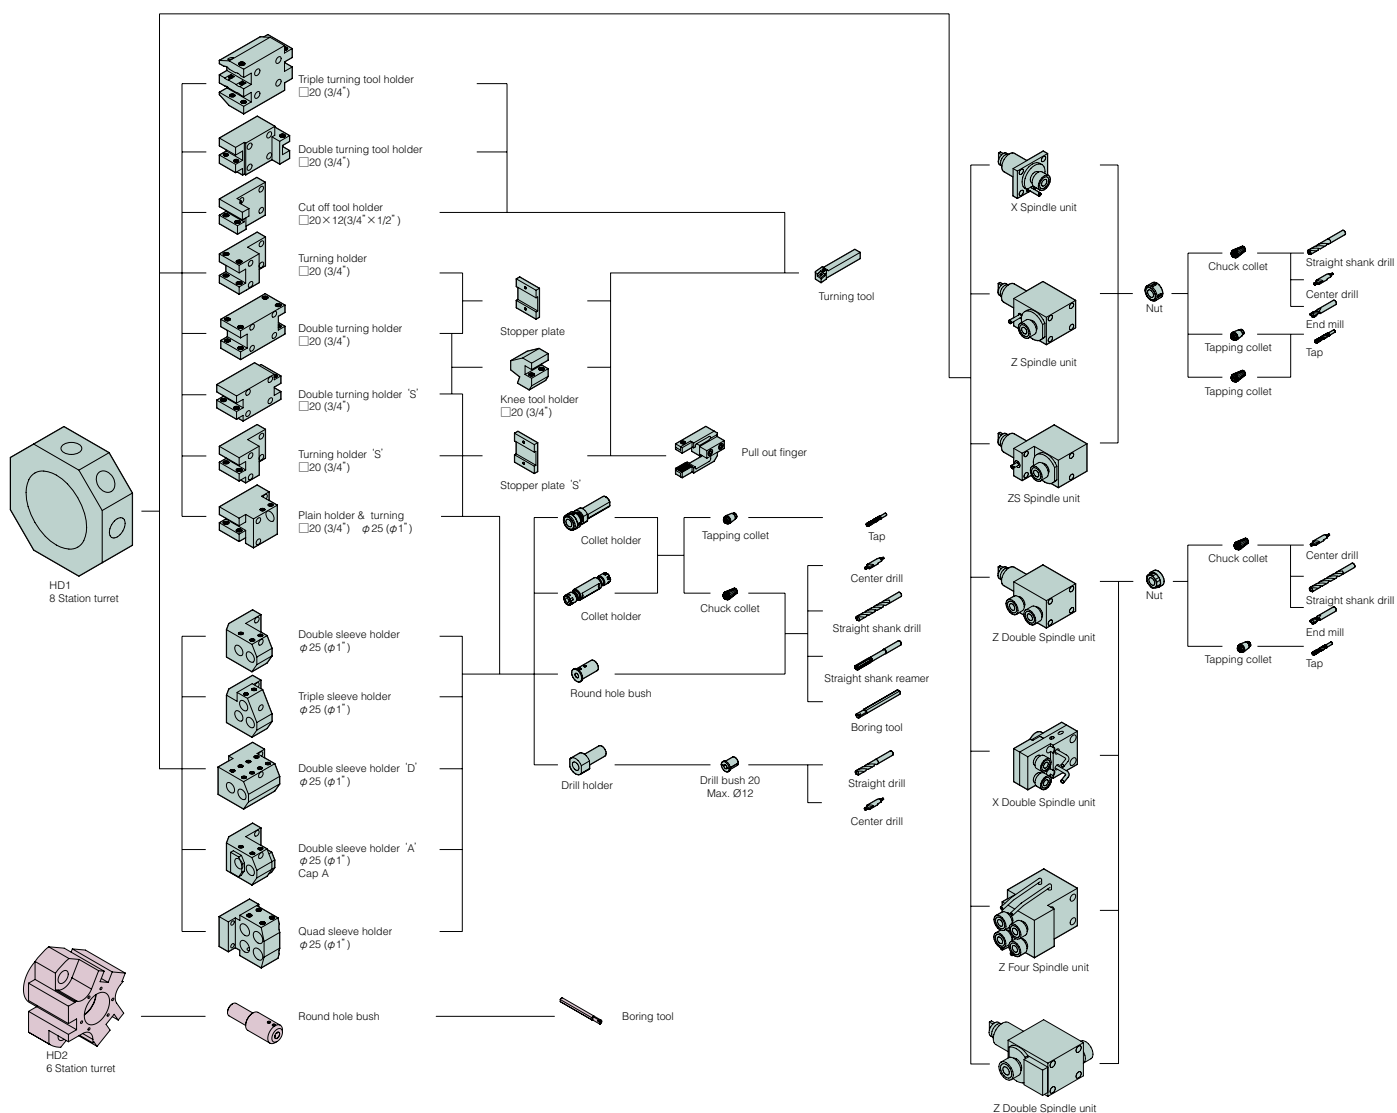 Triple turning tool holder
□20 (3/4")
Double turning tool holder
□20 (3/4")
Cut off tool holder
□20×12(3/4"×1/2")
Turning holder
□20 (3/4")
Double turning holder
□20 (3/4")
Double turning holder 'S'
□20 (3/4")
Turning holder 'S'
□20 (3/4")
Plain holder & turning
□20 (3/4") φ25 (φ1")
HD1
8 Station turret
Double sleeve holder
φ25 (φ1")
Triple sleeve holder
φ25 (φ1")
Double sleeve holder 'D'
φ25 (φ1")
Double sleeve holder 'A'
φ25 (φ1")
Cap A
Quad sleeve holder
φ25 (φ1")
HD2
6 Station turret
Round hole bush
Boring tool
Stopper plate
Knee tool holder
□20 (3/4")
Stopper plate 'S'
Turning tool
Pull out finger
Collet holder
Collet holder
Round hole bush
Drill holder
Tapping collet
Chuck collet
Drill bush 20
Max. Ø12
Tap
Center drill
Straight shank drill
Straight shank reamer
Boring tool
Straight drill
Center drill
X Spindle unit
Z Spindle unit
ZS Spindle unit
Z Double Spindle unit
X Double Spindle unit
Z Four Spindle unit
Z Double Spindle unit
Nut
Chuck collet
Tapping collet
Tapping collet
Straight shank drill
Center drill
End mill
Tap
Nut
Chuck collet
Tapping collet
Center drill
Straight shank drill
End mill
Tap